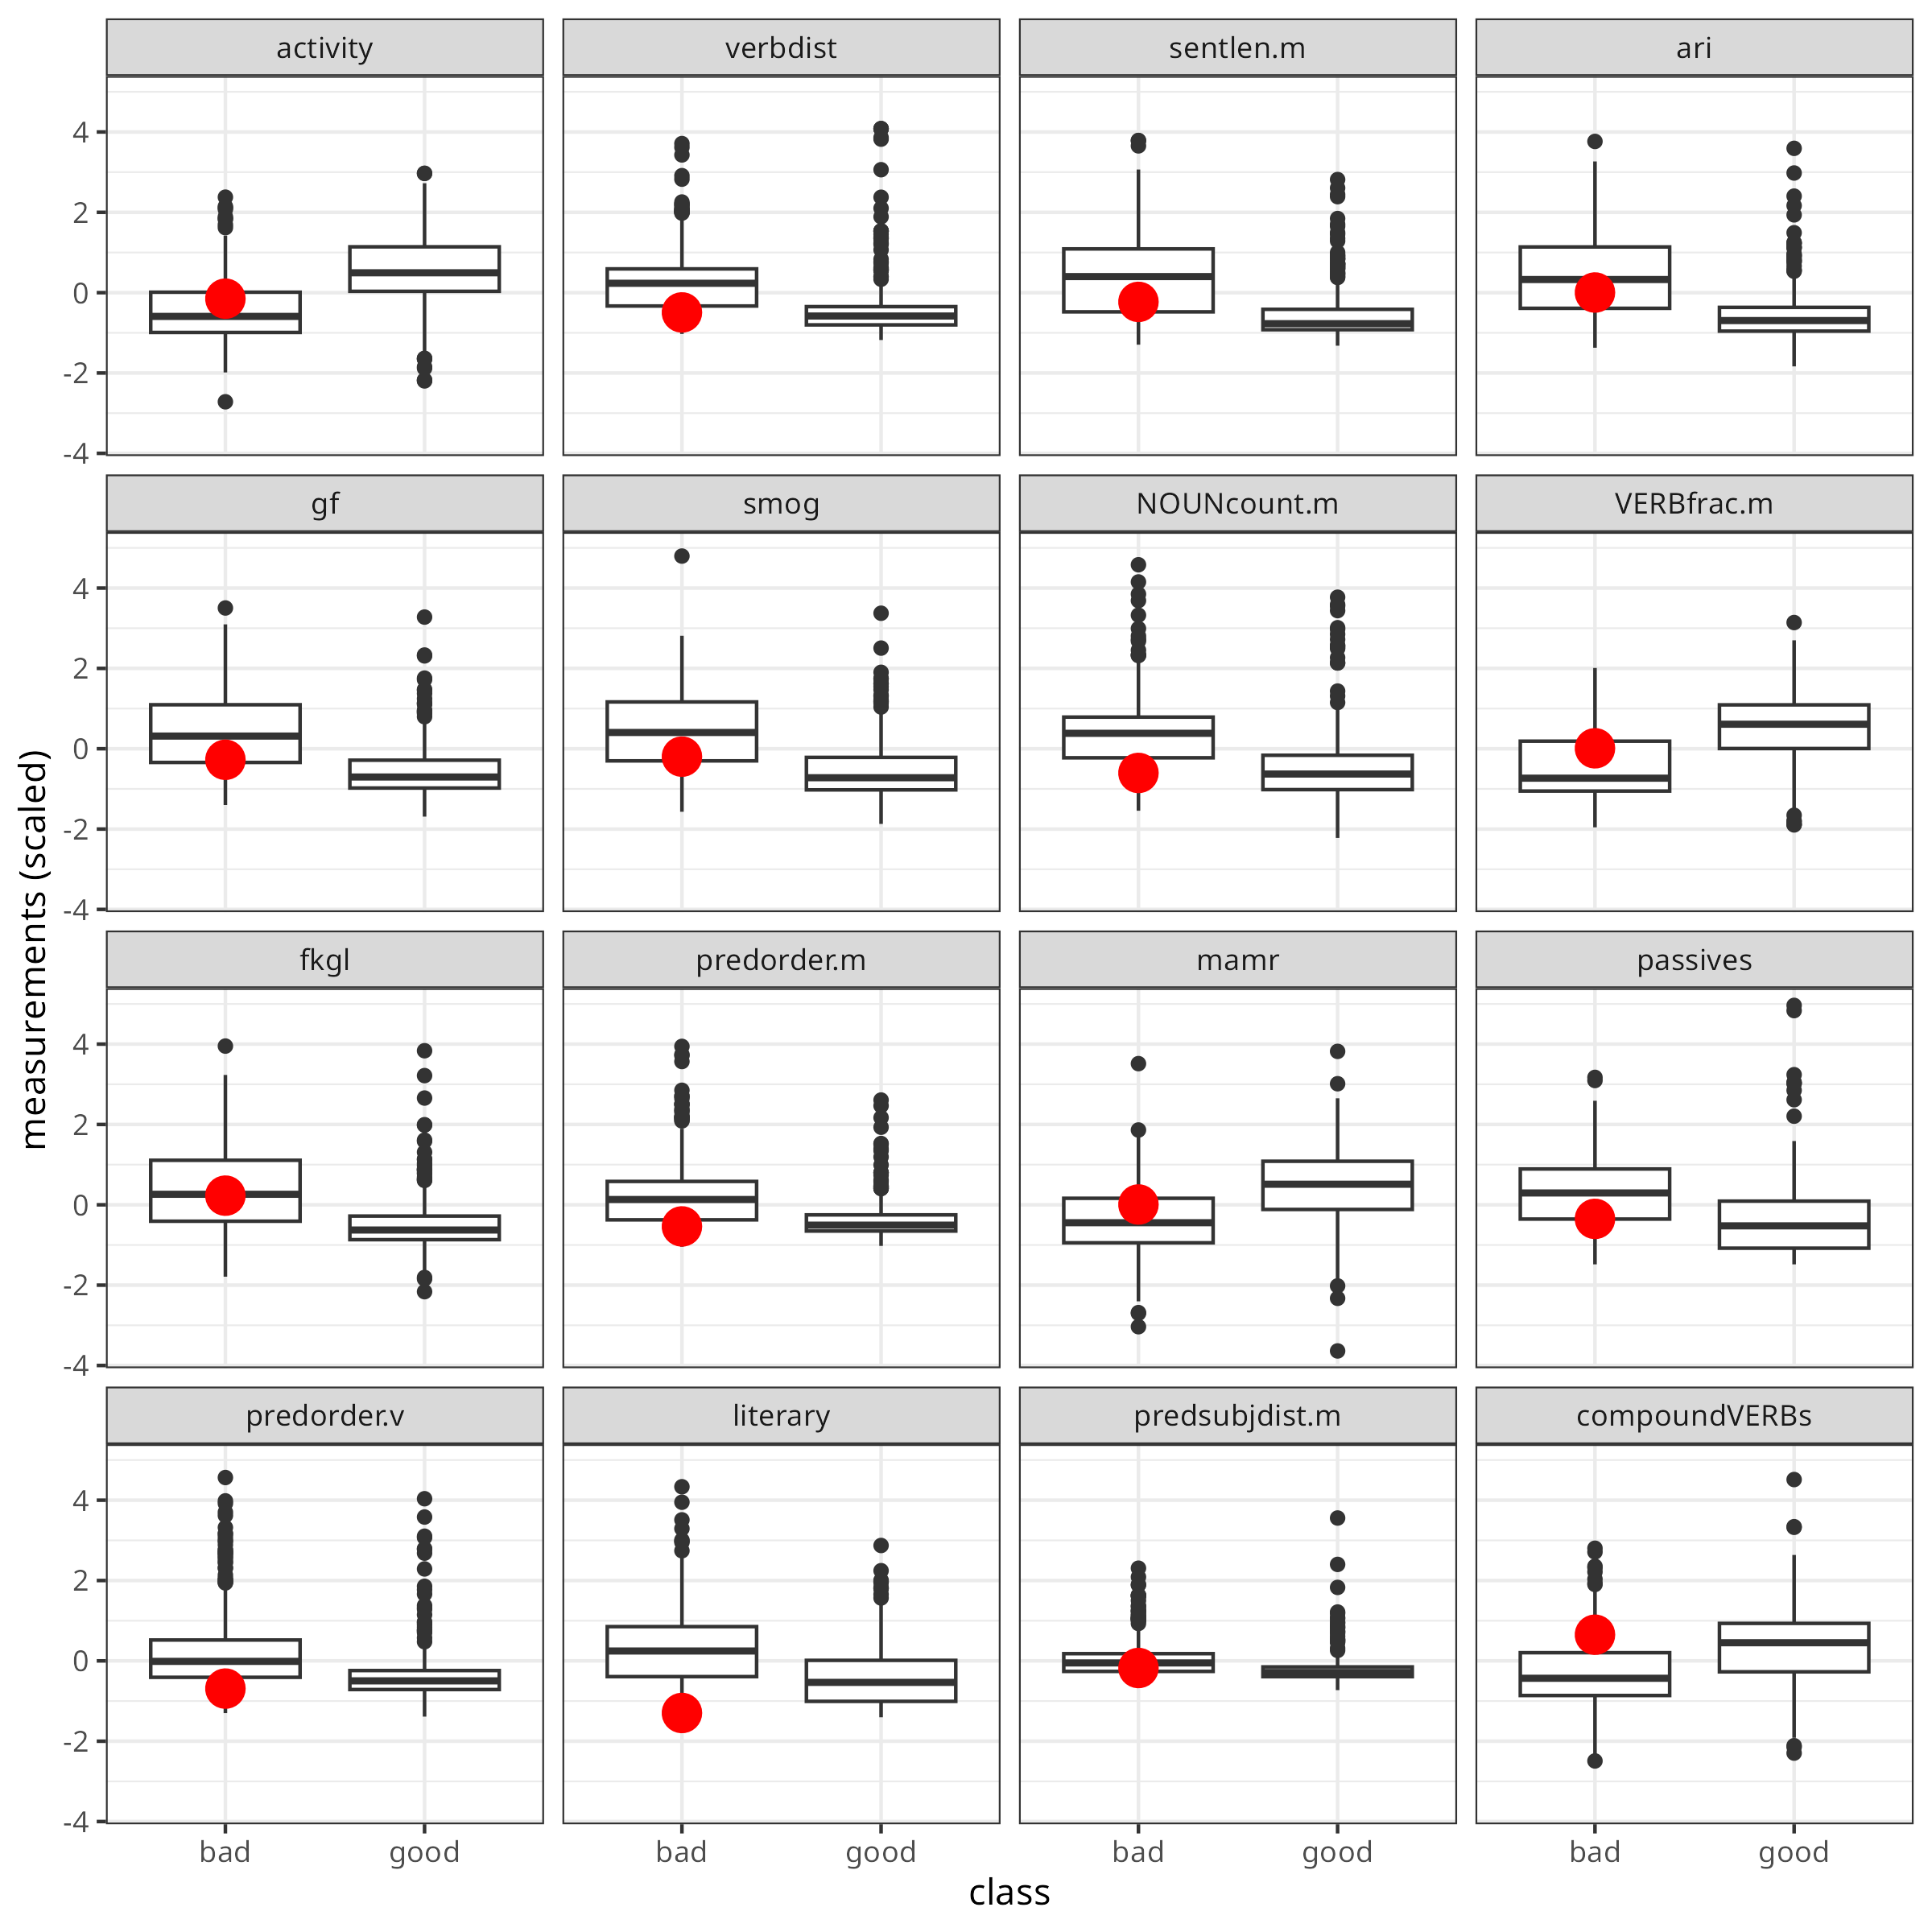 activity verbdist sentlen.m ari
4
2
0
-2
-4
gf smog NOUNcount.m VERBfrac.m
4
2
0
-2
-4
fkgl predorder.m mamr passives
4
2
0
-2
-4
predorder.v literary predsubjdist.m compoundVERBs
4
2
0
-2
-4
measurements (scaled)
bad good bad good bad good bad good
class